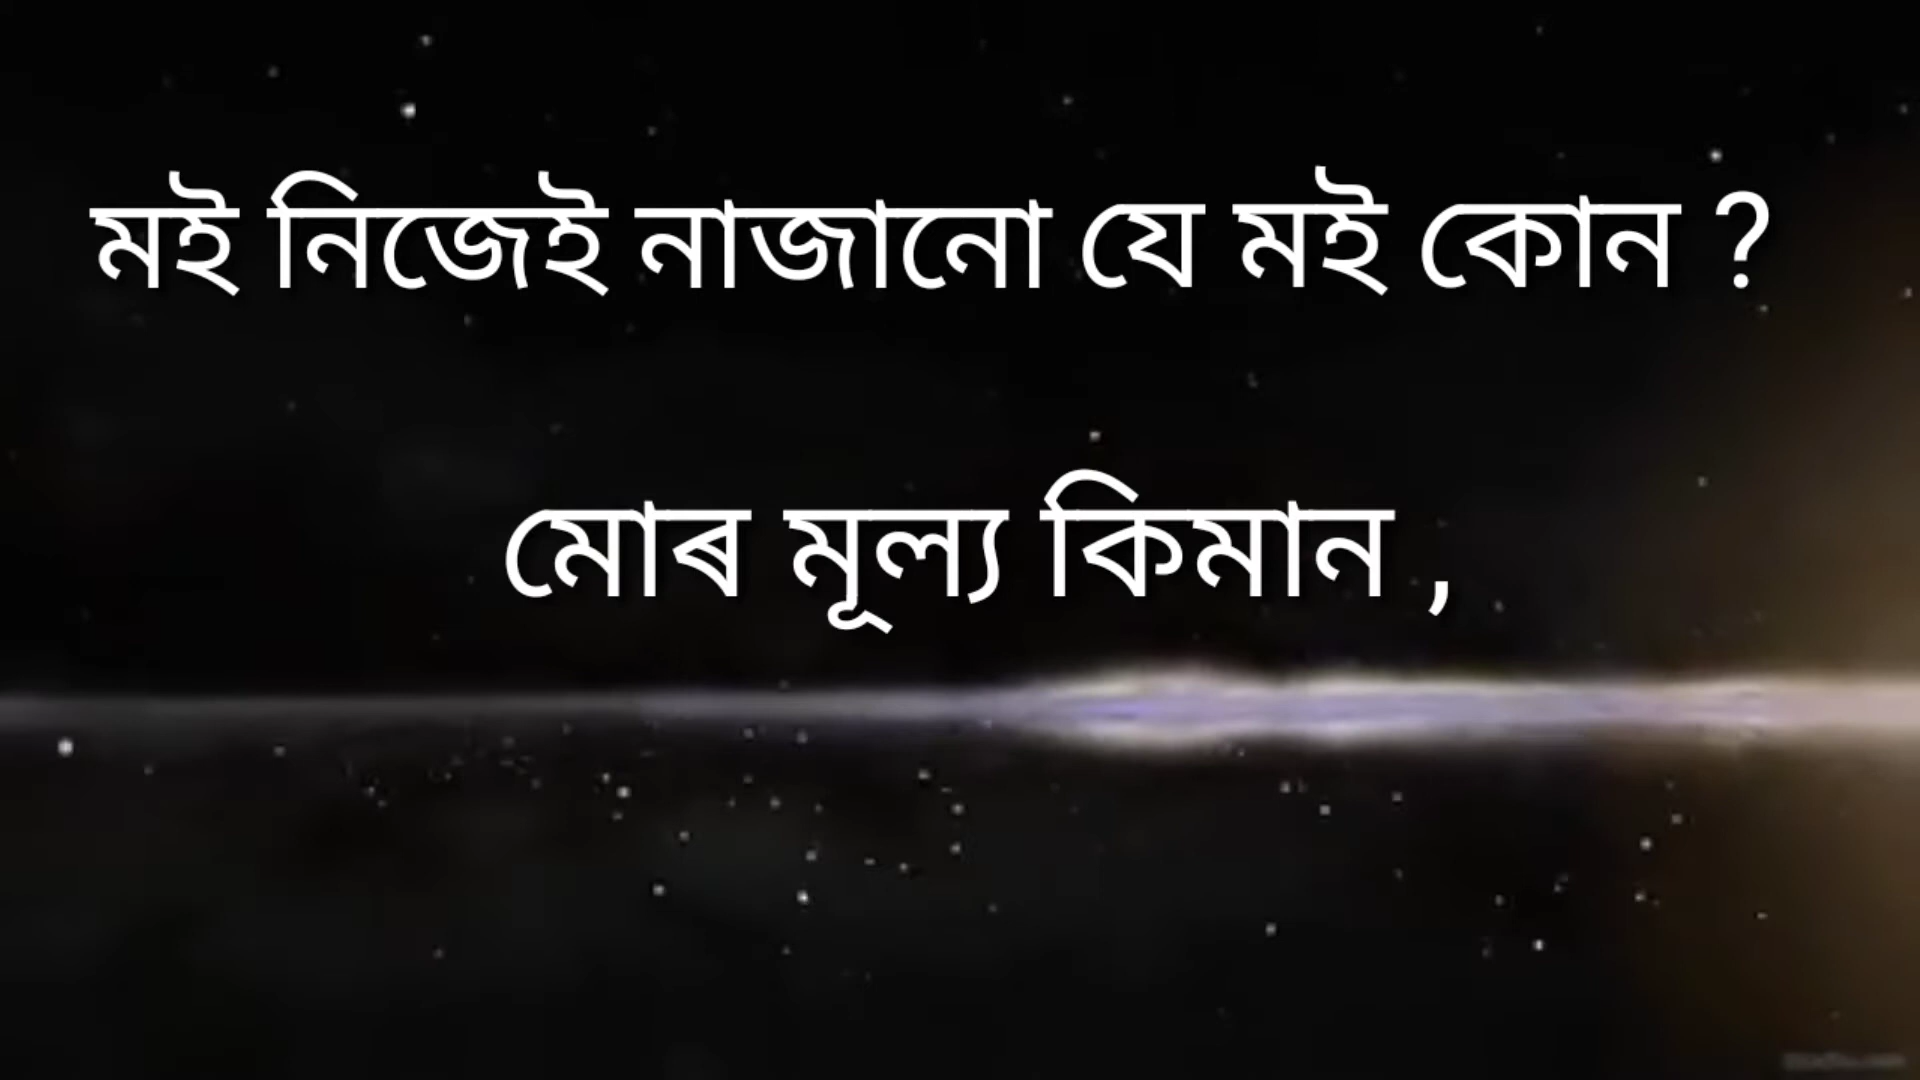 মই নিজেই নাজানো যে মই কোন ?
মোৰ মূল্য কিমান ,